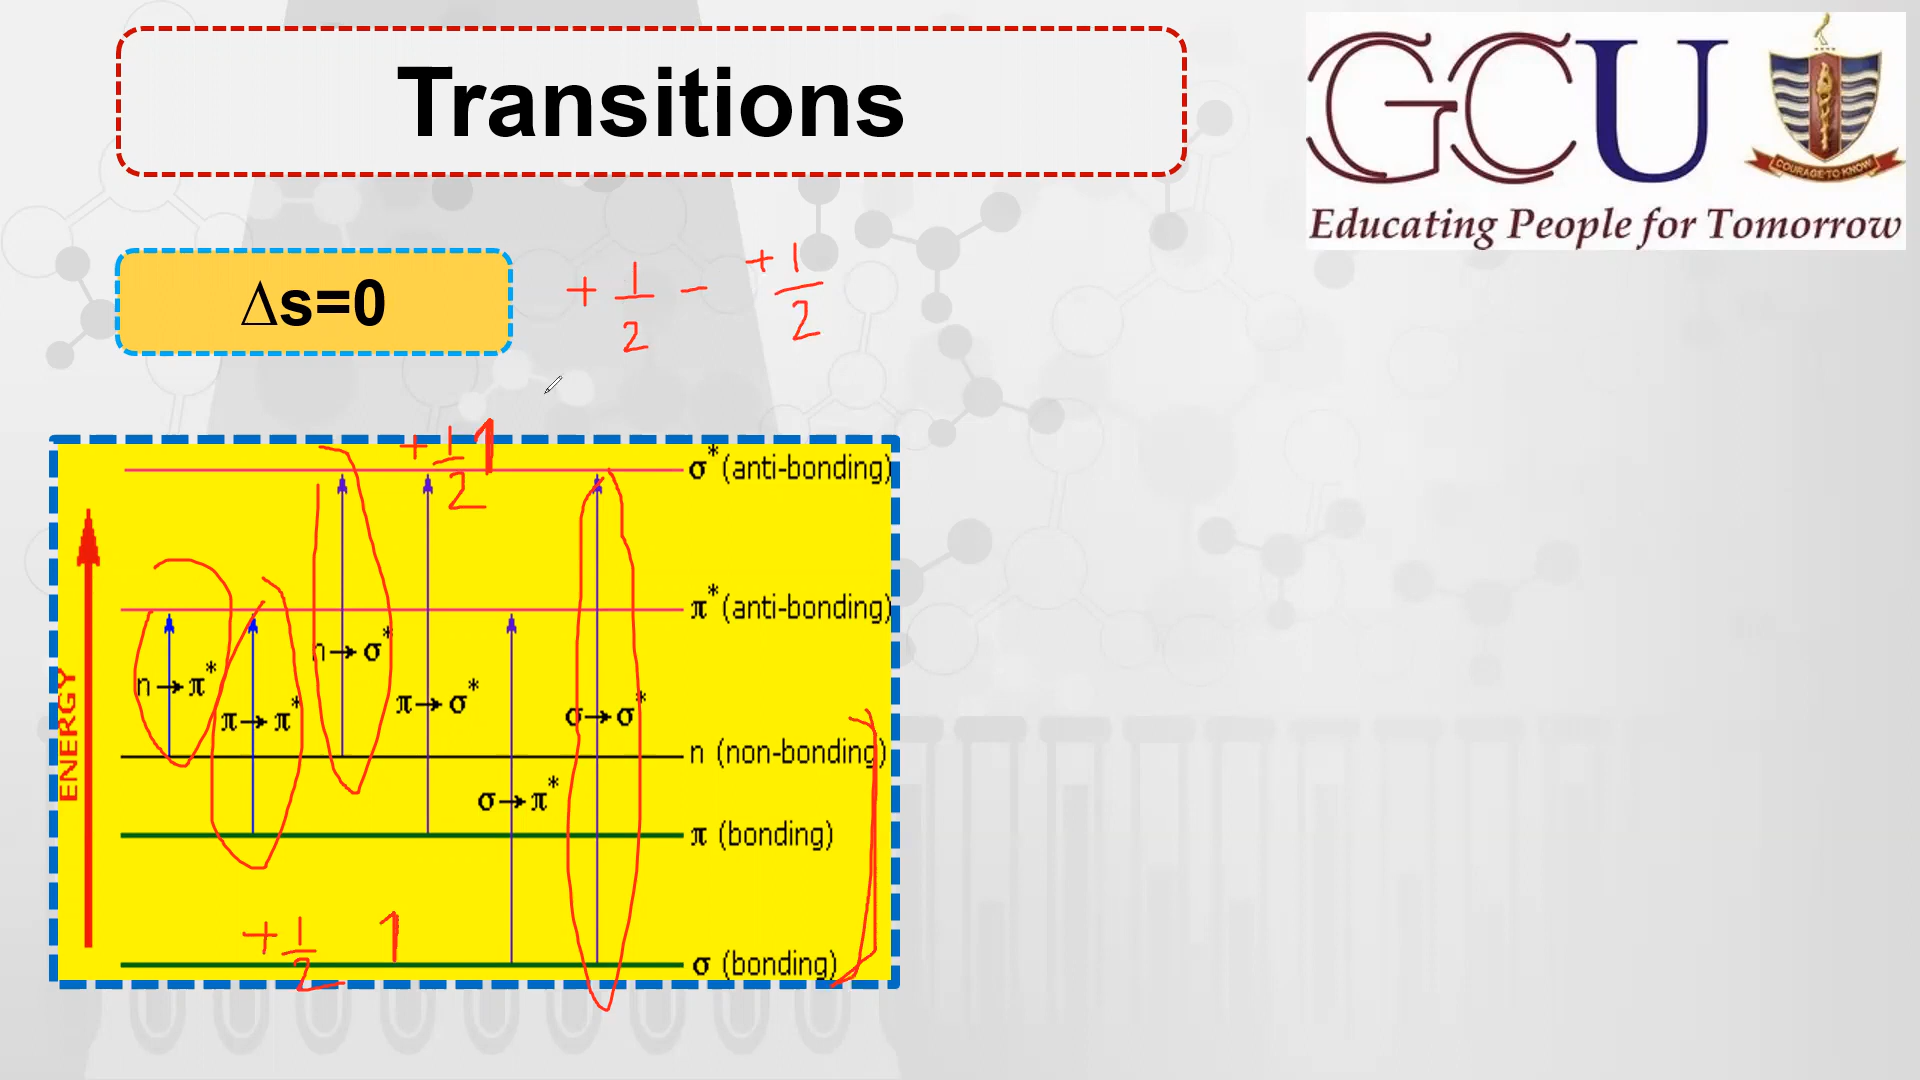 Transitions
GCU
COURAGE TO KNOW
Educating People for Tomorrow
Δs=0
+ 1/2 - +1/2
+ 1/2 1
σ* (anti-bonding)
π* (anti-bonding)
n→σ*
n→π*
π→σ*
π→π*
σ→σ*
ENERGY
n (non-bonding)
σ→π*
π (bonding)
+ 1/2 1
σ (bonding)